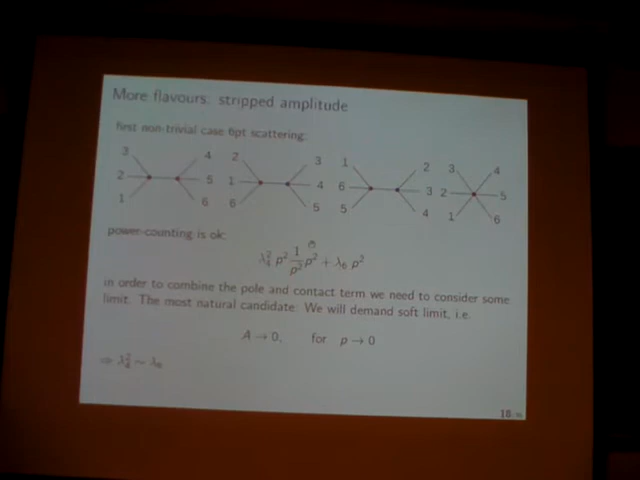 More flavours: stripped amplitude
first non-trivial case 6pt scattering:
3 4 2 3 1 2 3 4
2 5 1 4 6 3 2 5
1 6 6 5 5 4 1 6
power-counting is ok:
λ₄² p² 1/p² p² + λ₆ p²
in order to combine the pole and contact term we need to consider some
limit. The most natural candidate: We will demand soft limit, i.e.
A → 0, for p → 0
⇒ λ₄² ~ λ₆
18